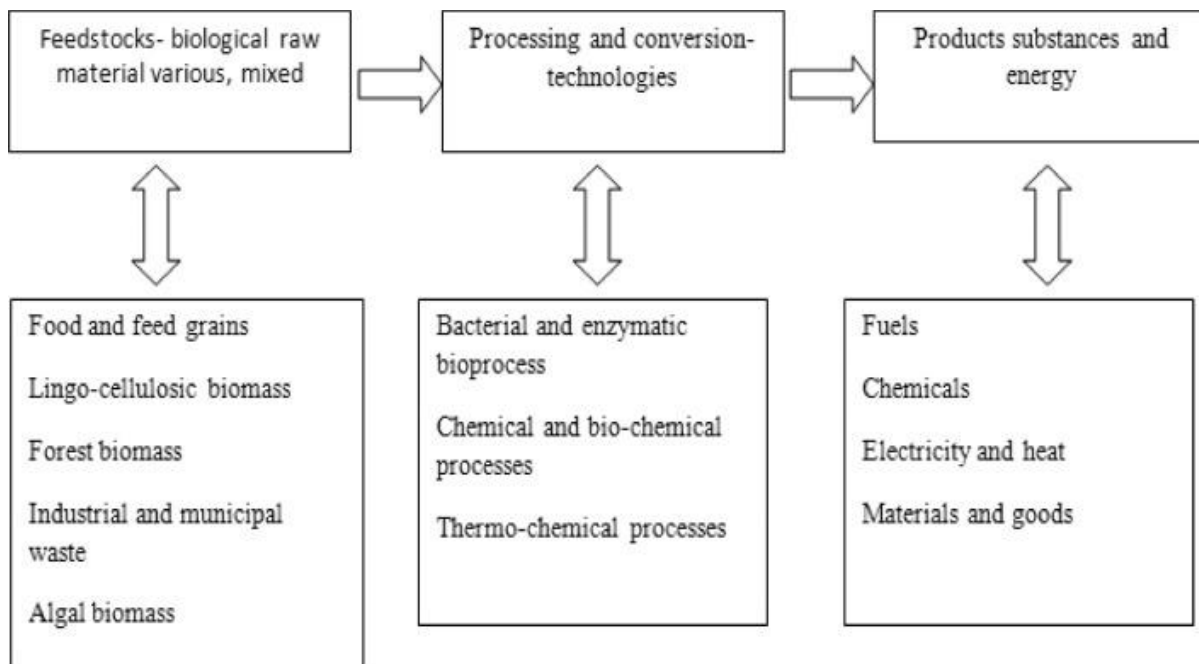 Feedstocks- biological raw
material various, mixed
Processing and conversion-
technologies
Products substances and
energy
Food and feed grains
Lingo-cellulosic biomass
Forest biomass
Industrial and municipal
waste
Algal biomass
Bacterial and enzymatic
bioprocess
Chemical and bio-chemical
processes
Thermo-chemical processes
Fuels
Chemicals
Electricity and heat
Materials and goods